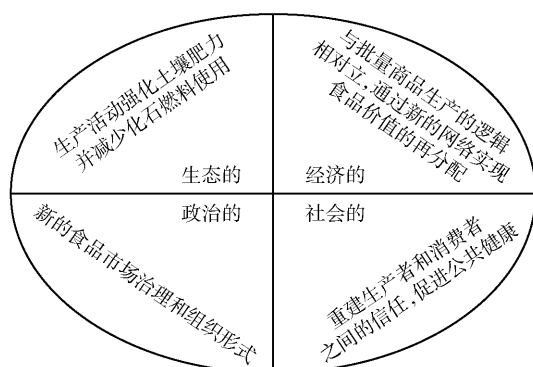 生产活动强化土壤肥力
并减少化石燃料使用
生态的
与批量商品生产的逻辑
相对立,通过新的网络实现
食品价值的再分配
经济的
政治的
新的食品市场治理和组织形式
社会的
重建生产者和消费者
之间的信任,促进公共健康